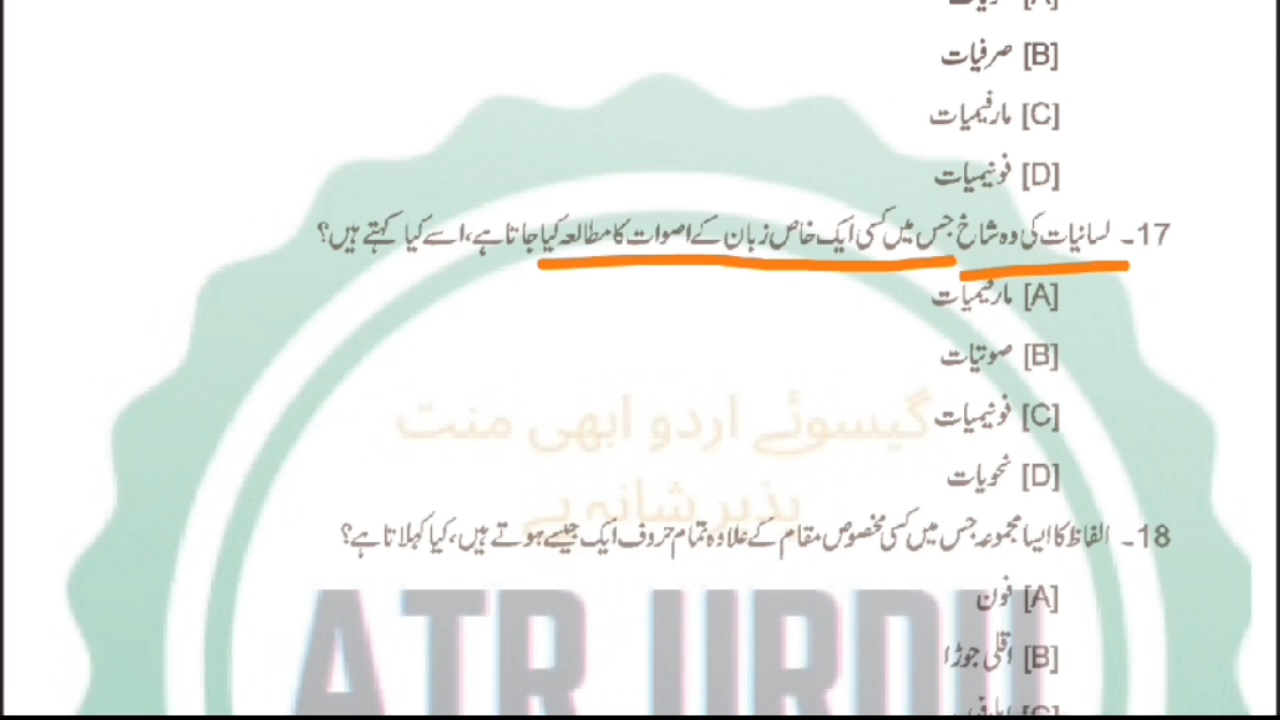 [B] صرفیات
[C] مارفیمیات
[D] فونیمیات
17۔ لسانیات کی وہ شاخ جس میں کسی ایک خاص زبان کے اصوات کا مطالعہ کیا جاتا ہے، اسے کیا کہتے ہیں؟
[A] مارفیمیات
[B] صوتیات
[C] فونیمیات
[D] نحویات
گیسوئے اردو ابھی منت
پذیر شانہ ہے
18۔ الفاظ کا ایسا مجموعہ جس میں کسی مخصوص مقام کے علاوہ تمام حروف ایک جیسے ہوتے ہیں، کیا کہلاتا ہے؟
[A] فون
[B] اقلی جوڑا
ATR URDU